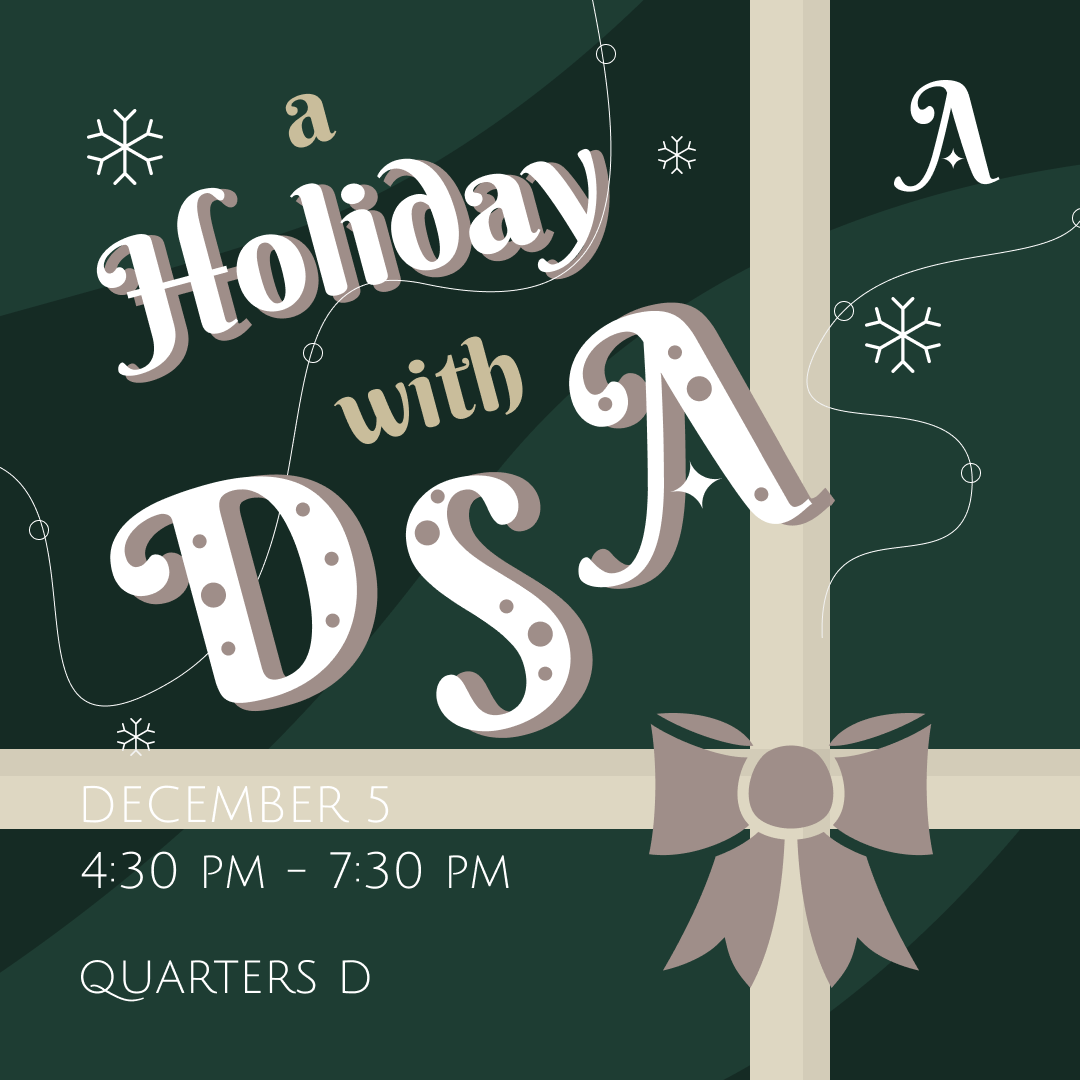 a
Holiday
with
DSA
A
DECEMBER 5
4:30 PM - 7:30 PM
QUARTERS D